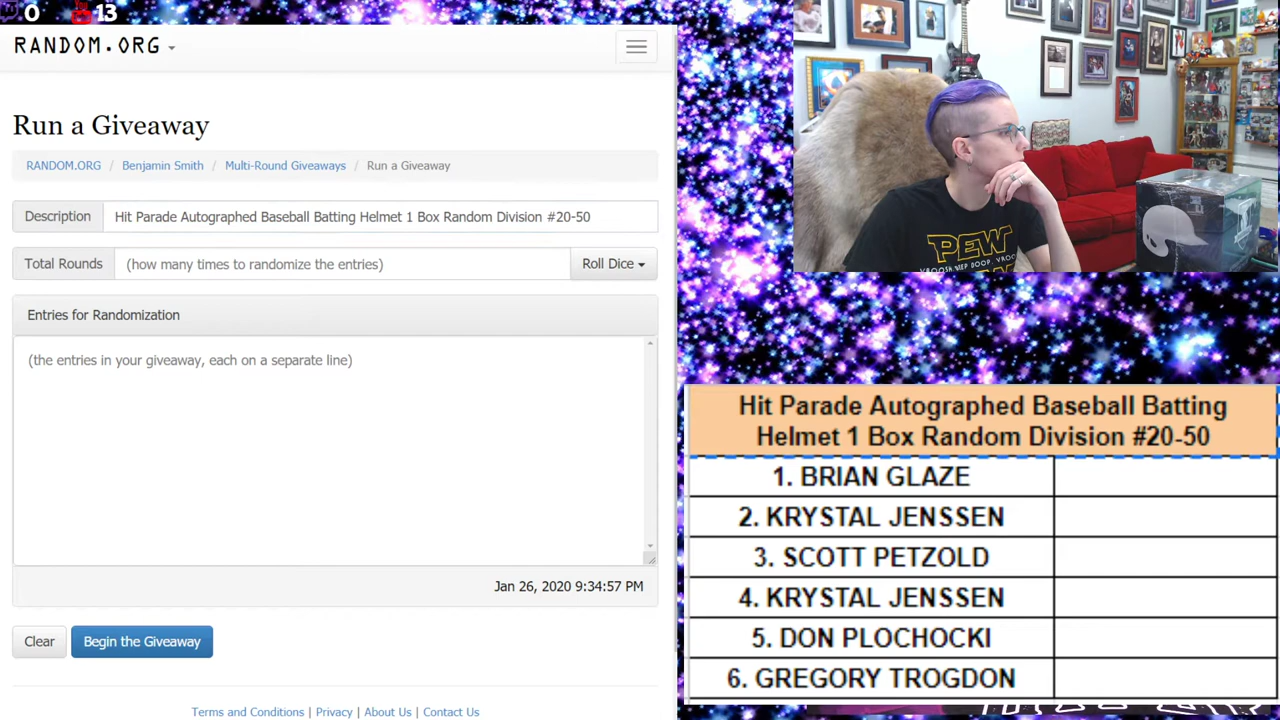 0 13
RANDOM.ORG
Run a Giveaway
RANDOM.ORG / Benjamin Smith / Multi-Round Giveaways / Run a Giveaway
Description Hit Parade Autographed Baseball Batting Helmet 1 Box Random Division #20-50
Total Rounds (how many times to randomize the entries) Roll Dice
Entries for Randomization
(the entries in your giveaway, each on a separate line)
Jan 26, 2020 9:34:57 PM
Clear Begin the Giveaway
Terms and Conditions | Privacy | About Us | Contact Us
PEW
Hit Parade Autographed Baseball Batting
Helmet 1 Box Random Division #20-50
1. BRIAN GLAZE
2. KRYSTAL JENSSEN
3. SCOTT PETZOLD
4. KRYSTAL JENSSEN
5. DON PLOCHOCKI
6. GREGORY TROGDON